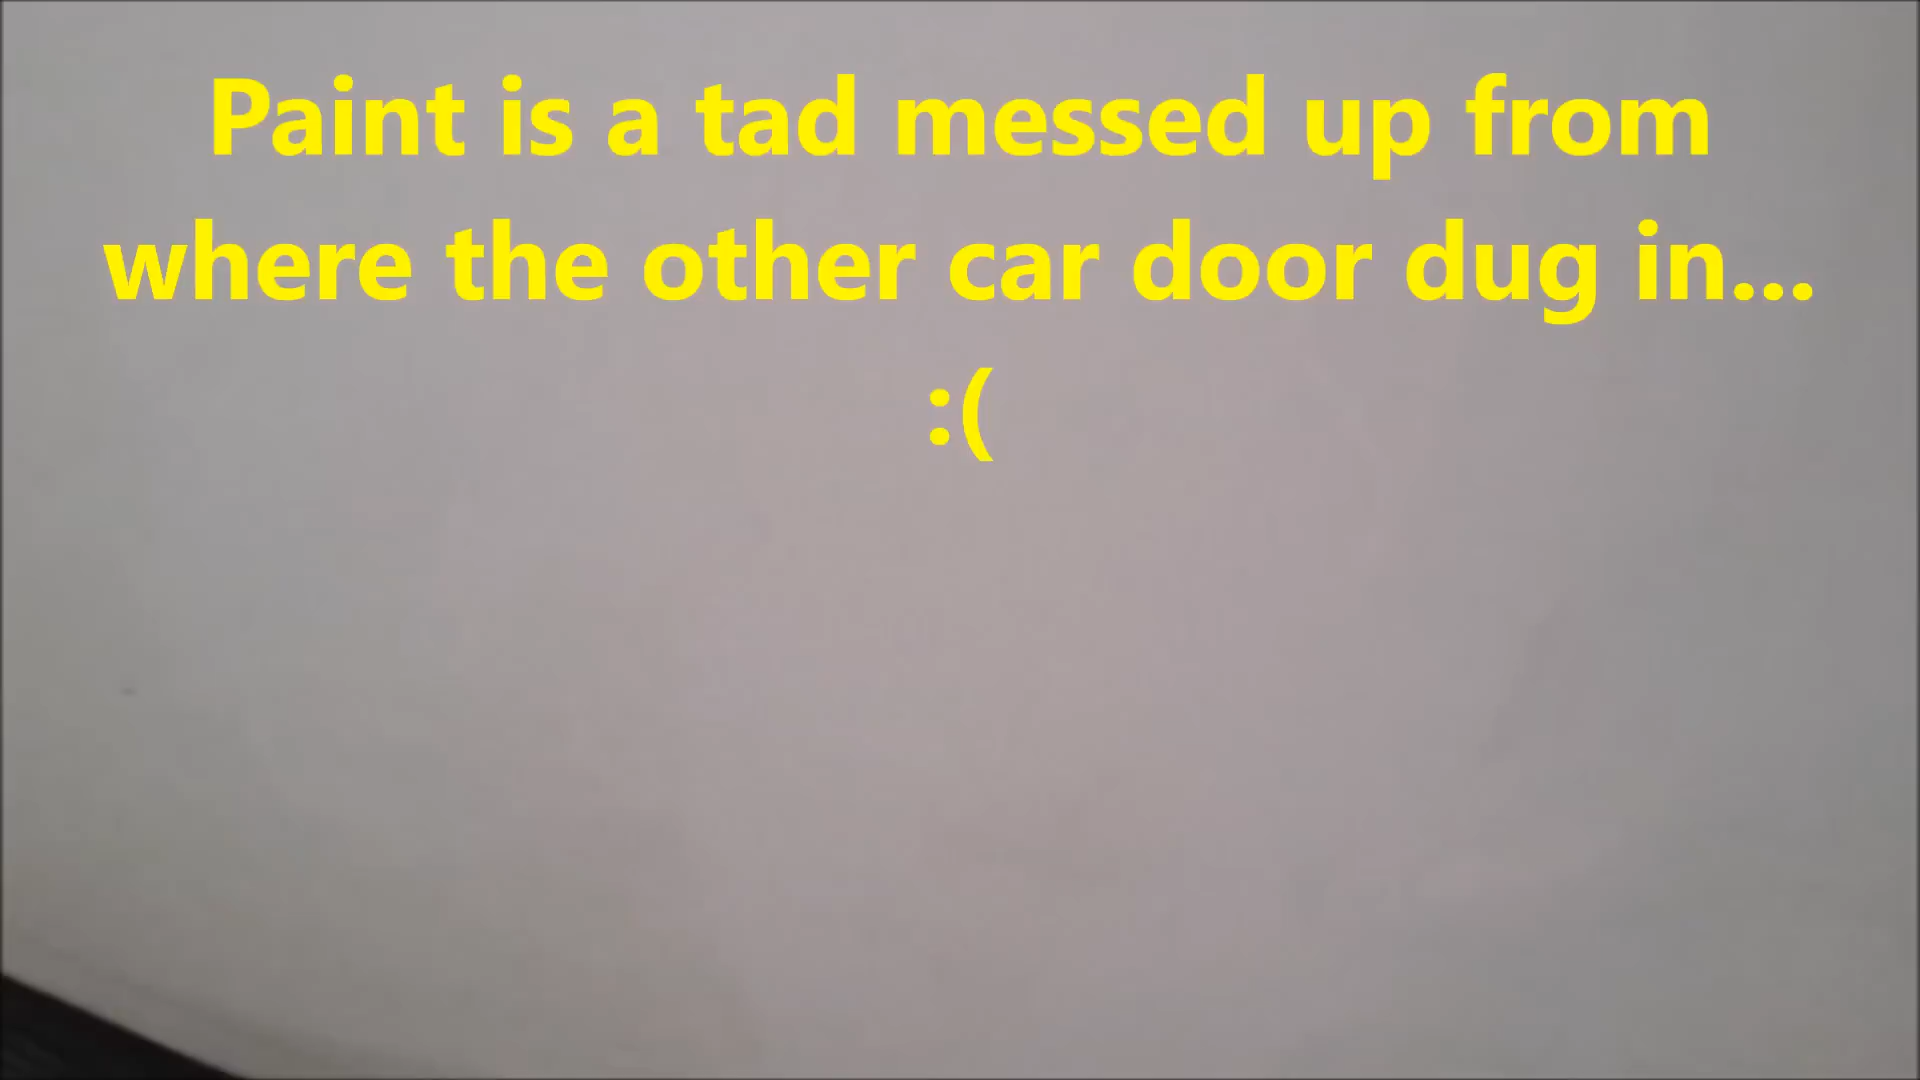 Paint is a tad messed up from
where the other car door dug in...
:(